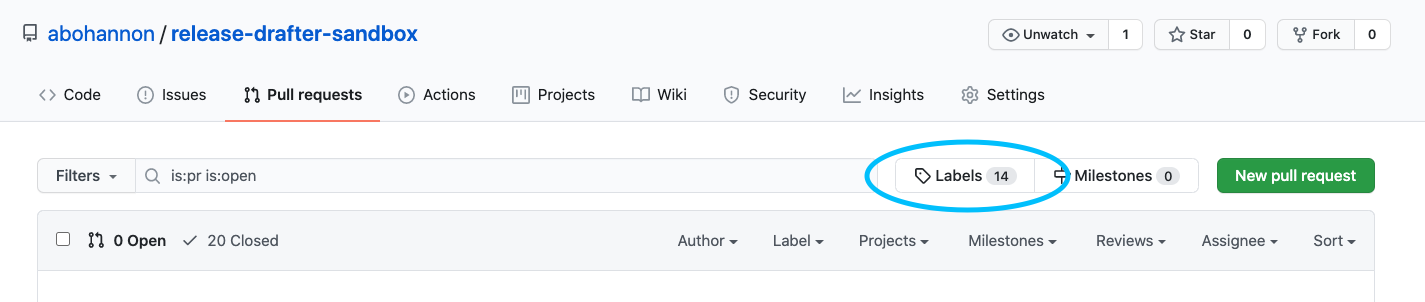 abohannon / release-drafter-sandbox Unwatch 1 Star 0 Fork 0
Code Issues Pull requests Actions Projects Wiki Security Insights Settings
Filters is:pr is:open Labels 14 Milestones 0 New pull request
0 Open 20 Closed Author Label Projects Milestones Reviews Assignee Sort